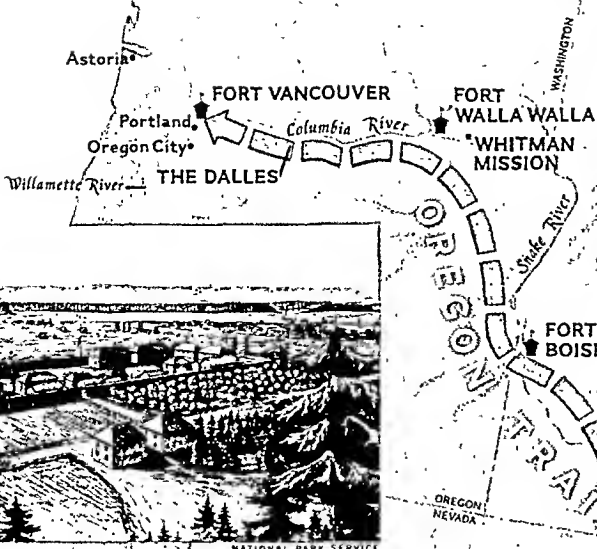 WASHINGTON
Astoria
FORT VANCOUVER
FORT
WALLA WALLA
Portland
Columbia River
Oregon City
WHITMAN
MISSION
Willamette River
THE DALLES
Snake River
OREGON TRAI
FORT
BOISE
OREGON
NEVADA
NATIONAL PARK SERVICE